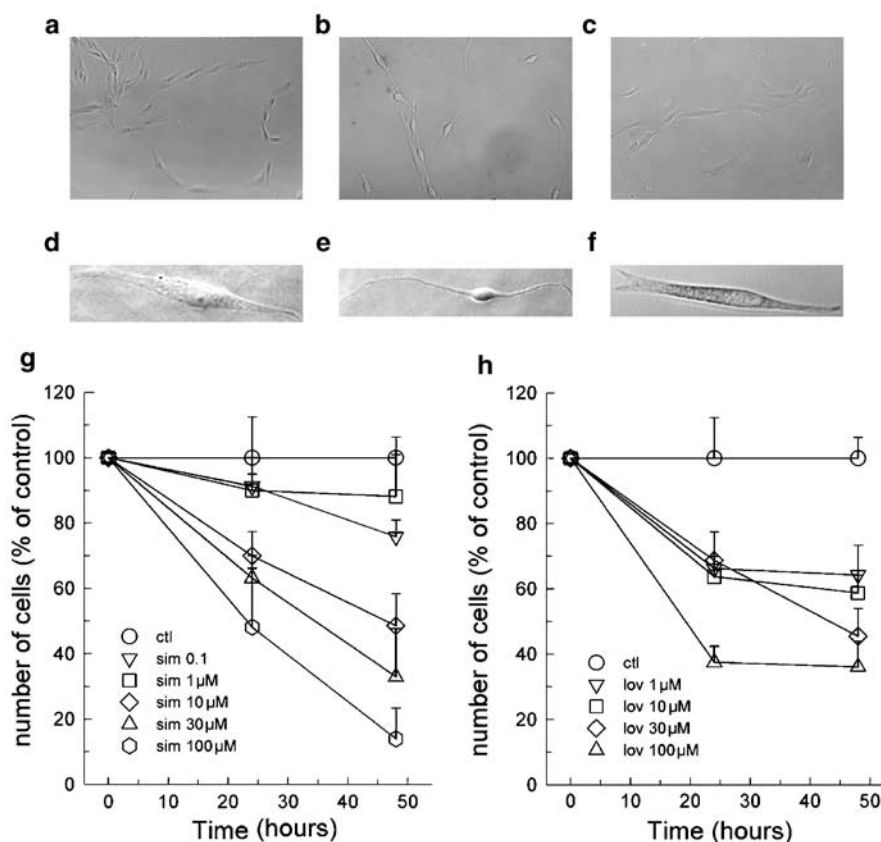 a
b
c
d
e
f
g
120
100
80
60
40
20
0
number of cells (% of control)
ctl
sim 0.1
sim 1µM
sim 10µM
sim 30µM
sim 100µM
0 10 20 30 40 50
Time (hours)
h
120
100
80
60
40
20
0
number of cells (% of control)
ctl
lov 1µM
lov 10µM
lov 30µM
lov 100µM
0 10 20 30 40 50
Time (hours)